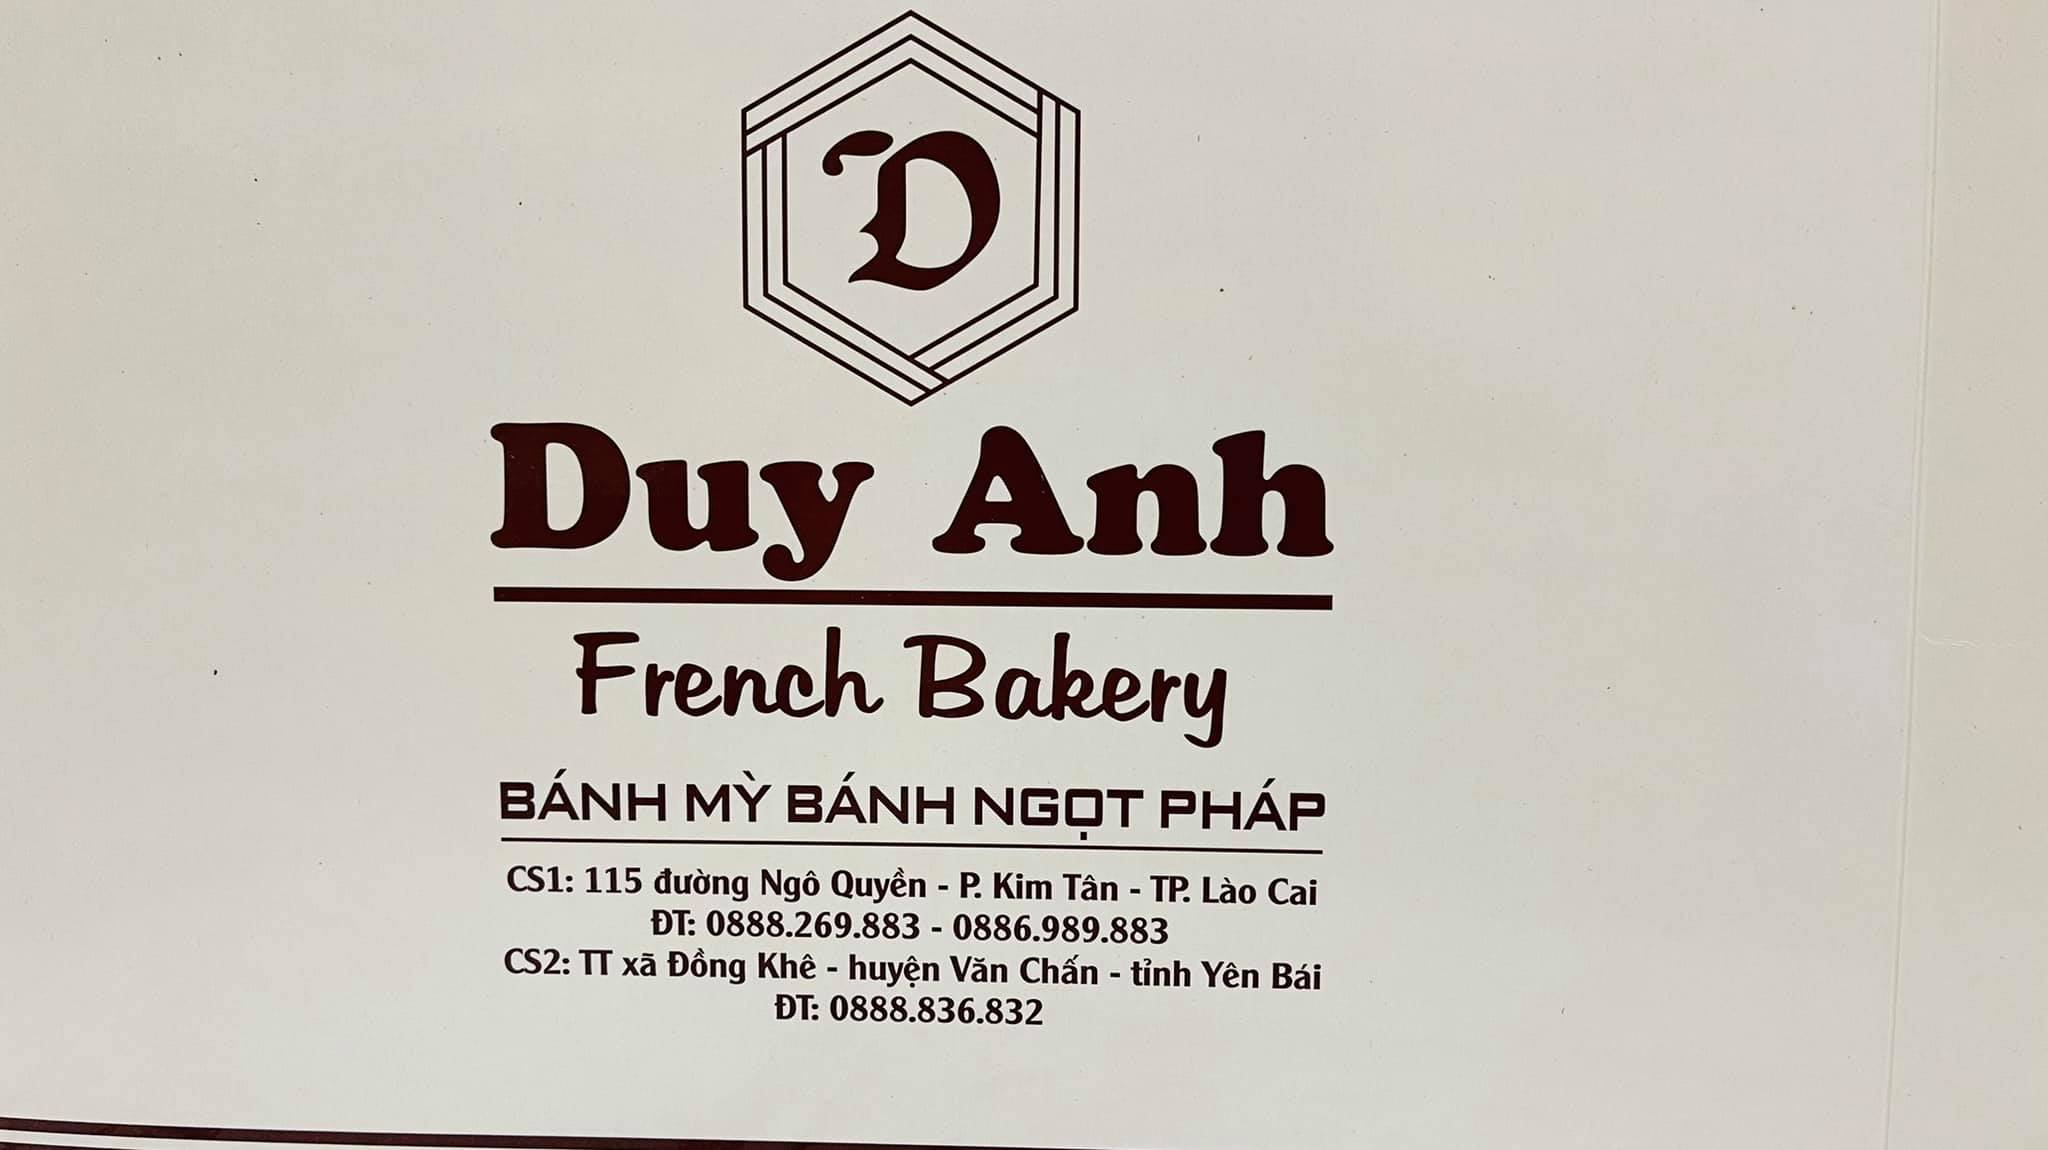 D
Duy Anh
French Bakery
BÁNH MỲ BÁNH NGỌT PHÁP
CS1: 115 đường Ngô Quyền - P. Kim Tân - TP. Lào Cai
ĐT: 0888.269.883 - 0886.989.883
CS2: TT xã Đồng Khê - huyện Văn Chấn - tỉnh Yên Bái
ĐT: 0888.836.832